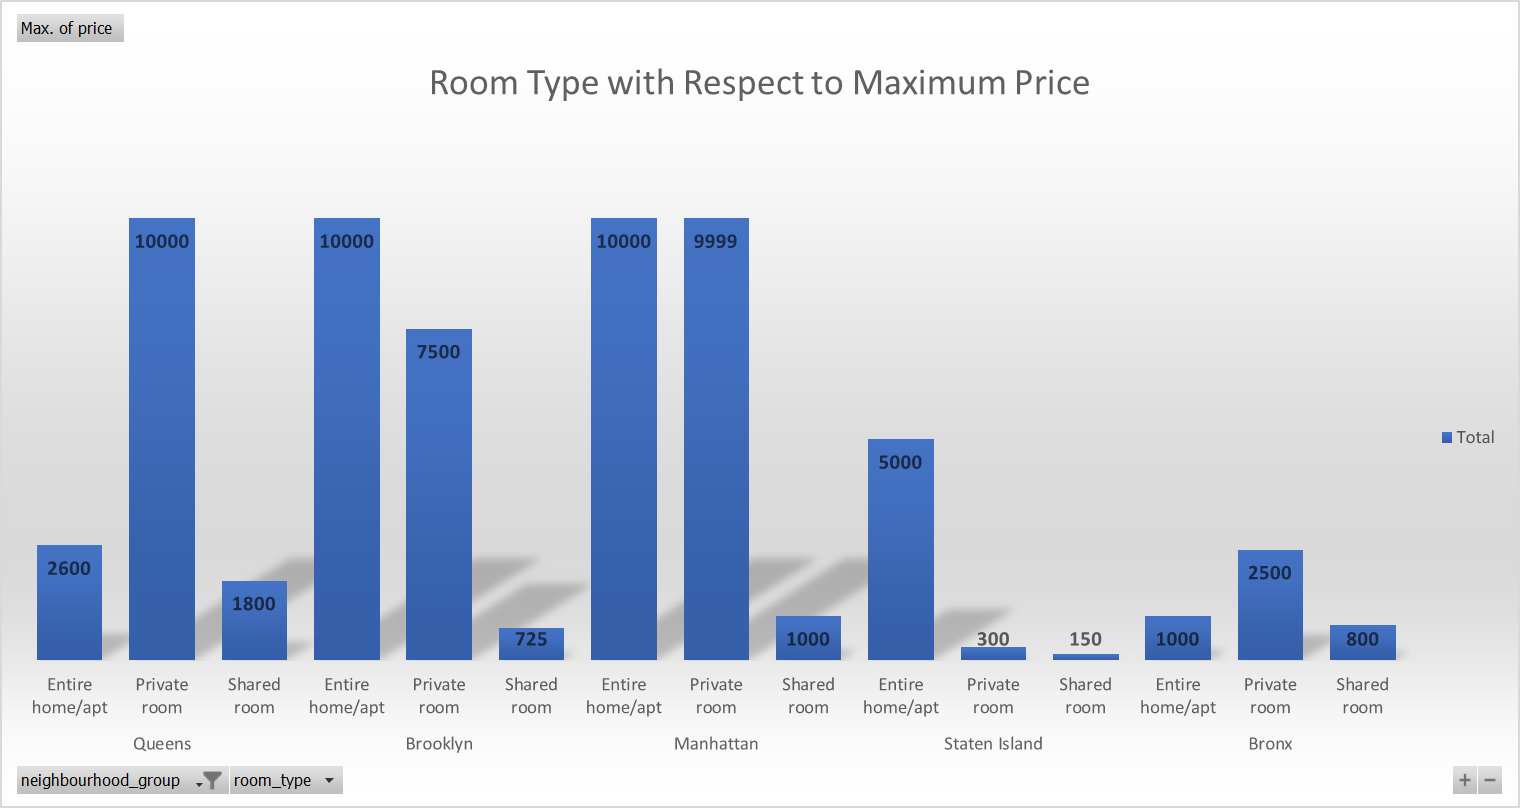 Max. of price
Room Type with Respect to Maximum Price
10000
10000
10000
9999
7500
5000
2600
2500
1800
725
1000
300
150
1000
800
Total
Entire home/apt
Private room
Shared room
Entire home/apt
Private room
Shared room
Entire home/apt
Private room
Shared room
Entire home/apt
Private room
Shared room
Entire home/apt
Private room
Shared room
Queens
Brooklyn
Manhattan
Staten Island
Bronx
neighbourhood_group
room_type
+ −